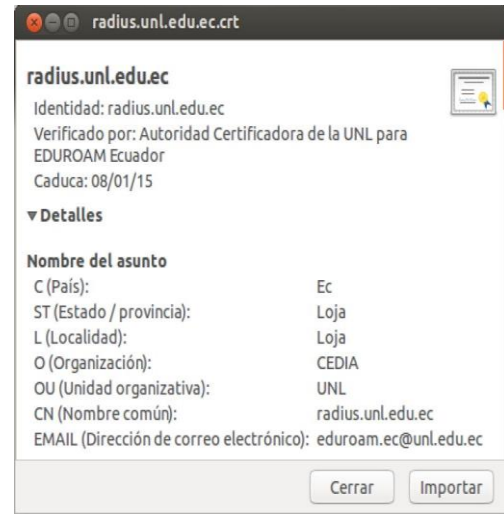 radius.unl.edu.ec.crt
radius.unl.edu.ec
Identidad: radius.unl.edu.ec
Verificado por: Autoridad Certificadora de la UNL para
EDUROAM Ecuador
Caduca: 08/01/15
▼Detalles
Nombre del asunto
C (País): Ec
ST (Estado / provincia): Loja
L (Localidad): Loja
O (Organización): CEDIA
OU (Unidad organizativa): UNL
CN (Nombre común): radius.unl.edu.ec
EMAIL (Dirección de correo electrónico): eduroam.ec@unl.edu.ec
Cerrar Importar